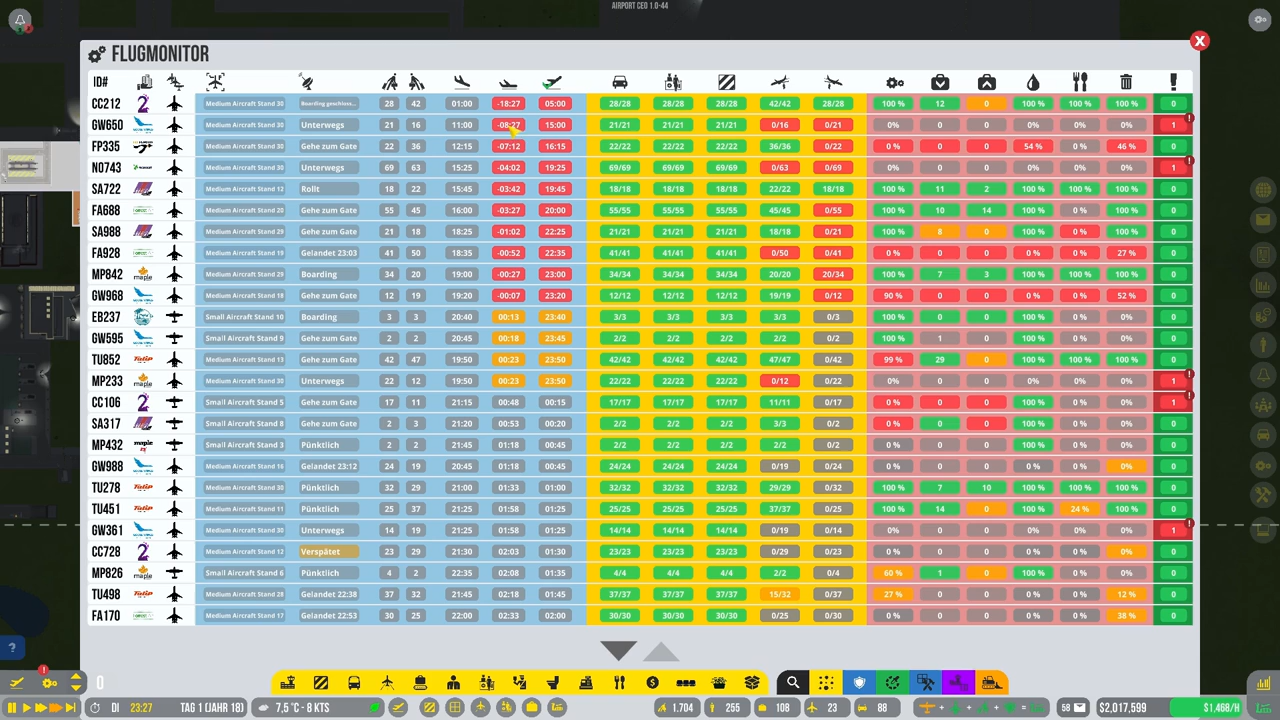 AIRPORT CEO 1.0-44
FLUGMONITOR
ID#
CC212 Medium Aircraft Stand 30 Boarding geschloss... 28 42 01:00 -18:27 05:00 28/28 28/28 28/28 42/42 28/28 100 % 12 0 100 % 100 % 100 % 0
GW650 Medium Aircraft Stand 30 Unterwegs 21 16 11:00 -08:27 15:00 21/21 21/21 21/21 0/16 0/21 0% 0 0 0% 0% 0% 1
FP335 Medium Aircraft Stand 30 Gehe zum Gate 22 36 12:15 -07:12 16:15 22/22 22/22 22/22 36/36 0/22 0 % 0 0 54 % 0 % 46 % 0
NO743 Medium Aircraft Stand 30 Unterwegs 69 63 15:25 -04:02 19:25 69/69 69/69 69/69 0/63 0/69 0% 0 0 0% 0% 0% 1
SA722 Medium Aircraft Stand 12 Rollt 18 22 15:45 -03:42 19:45 18/18 18/18 18/18 22/22 18/18 100 % 11 2 100 % 100 % 100 % 0
FA688 Medium Aircraft Stand 20 Gehe zum Gate 55 45 16:00 -03:27 20:00 55/55 55/55 55/55 45/45 0/55 100 % 10 14 100 % 0 % 100 % 0
SA988 Medium Aircraft Stand 29 Gehe zum Gate 21 18 18:25 -01:02 22:25 21/21 21/21 21/21 18/18 0/21 100 % 8 0 100 % 0 % 100 % 0
FA928 Medium Aircraft Stand 19 Gelandet 23:03 41 50 18:35 -00:52 22:35 41/41 41/41 41/41 0/50 0/41 0 % 0 0 0 % 0 % 27 % 0
MP842 Medium Aircraft Stand 29 Boarding 34 20 19:00 -00:27 23:00 34/34 34/34 34/34 20/20 20/34 100 % 7 3 100 % 100 % 100 % 0
GW968 Medium Aircraft Stand 18 Gehe zum Gate 12 19 19:20 -00:07 23:20 12/12 12/12 12/12 19/19 0/12 90 % 0 0 0 % 0 % 52 % 0
EB237 Small Aircraft Stand 10 Boarding 3 3 20:40 00:13 23:40 3/3 3/3 3/3 3/3 0/3 100 % 0 0 100 % 0% 0% 0
GW595 Small Aircraft Stand 9 Gehe zum Gate 2 2 20:45 00:18 23:45 2/2 2/2 2/2 2/2 0/2 100 % 1 0 100 % 0% 0% 0
TU852 Medium Aircraft Stand 13 Gehe zum Gate 42 47 19:50 00:23 23:50 42/42 42/42 42/42 47/47 0/42 99 % 29 0 100 % 100 % 100 % 0
MP233 maple Medium Aircraft Stand 30 Unterwegs 22 12 19:50 00:23 23:50 22/22 22/22 22/22 0/12 0/22 0% 0 0 0% 0% 0% 1
CC106 Small Aircraft Stand 5 Gehe zum Gate 17 11 21:15 00:48 00:15 17/17 17/17 17/17 11/11 0/17 0 % 0 0 100 % 0% 0% 1
SA317 Small Aircraft Stand 8 Gehe zum Gate 2 3 21:20 00:53 00:20 2/2 2/2 2/2 3/3 0/2 0 % 0 0 100 % 0% 0% 0
MP432 Small Aircraft Stand 3 Pünktlich 2 2 21:45 01:18 00:45 2/2 2/2 2/2 2/2 0/2 0 % 0 0 100 % 0% 0% 0
GW988 Medium Aircraft Stand 16 Gelandet 23:12 24 19 20:45 01:18 00:45 24/24 24/24 24/24 0/19 0/24 0 % 0 0 0 % 0 % 0% 0
TU278 Medium Aircraft Stand 30 Pünktlich 32 29 21:00 01:33 01:00 32/32 32/32 32/32 29/29 0/32 100 % 7 10 100 % 100 % 100 % 0
TU451 Medium Aircraft Stand 11 Pünktlich 25 37 21:25 01:58 01:25 25/25 25/25 25/25 37/37 0/25 100 % 14 0 100 % 24 % 100 % 0
GW361 Medium Aircraft Stand 30 Unterwegs 14 19 21:25 01:58 01:25 14/14 14/14 14/14 0/19 0/14 0% 0 0 0% 0% 0% 1
CC728 Medium Aircraft Stand 12 Verspätet 23 29 21:30 02:03 01:30 23/23 23/23 23/23 0/29 0/23 0 % 0 0 0 % 0 % 0% 0
MP826 maple Small Aircraft Stand 6 Pünktlich 4 2 22:35 02:08 01:35 4/4 4/4 4/4 2/2 0/4 60 % 1 0 100 % 0% 0% 0
TU498 Medium Aircraft Stand 28 Gelandet 22:38 37 32 21:45 02:18 01:45 37/37 37/37 37/37 15/32 0/37 27 % 0 0 0 % 0 % 12 % 0
FA170 Medium Aircraft Stand 17 Gelandet 22:53 30 25 22:00 02:33 02:00 30/30 30/30 30/30 0/25 0/30 0 % 0 0 0 % 0 % 38 % 0
0
DI 23:27 TAG 1 (JAHR 18) 7,5 °C - 8 KTS 1.704 255 108 23 88 58 $2,017,599 $1,468/H